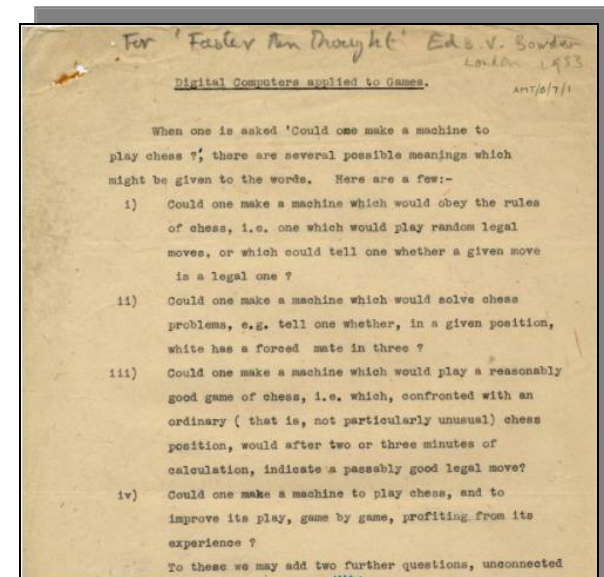 For 'Faster Than Thought' Ed. B. V. Bowden
London 1953
Digital Computers applied to Games.
AMT/B/7/1
When one is asked 'Could one make a machine to
play chess ?', there are several possible meanings which
might be given to the words. Here are a few:-
i) Could one make a machine which would obey the rules
of chess, i.e. one which would play random legal
moves, or which could tell one whether a given move
is a legal one ?
ii) Could one make a machine which would solve chess
problems, e.g. tell one whether, in a given position,
white has a forced mate in three ?
iii) Could one make a machine which would play a reasonably
good game of chess, i.e. which, confronted with an
ordinary ( that is, not particularly unusual) chess
position, would after two or three minutes of
calculation, indicate a passably good legal move?
iv) Could one make a machine to play chess, and to
improve its play, game by game, profiting from its
experience ?
To these we may add two further questions, unconnected